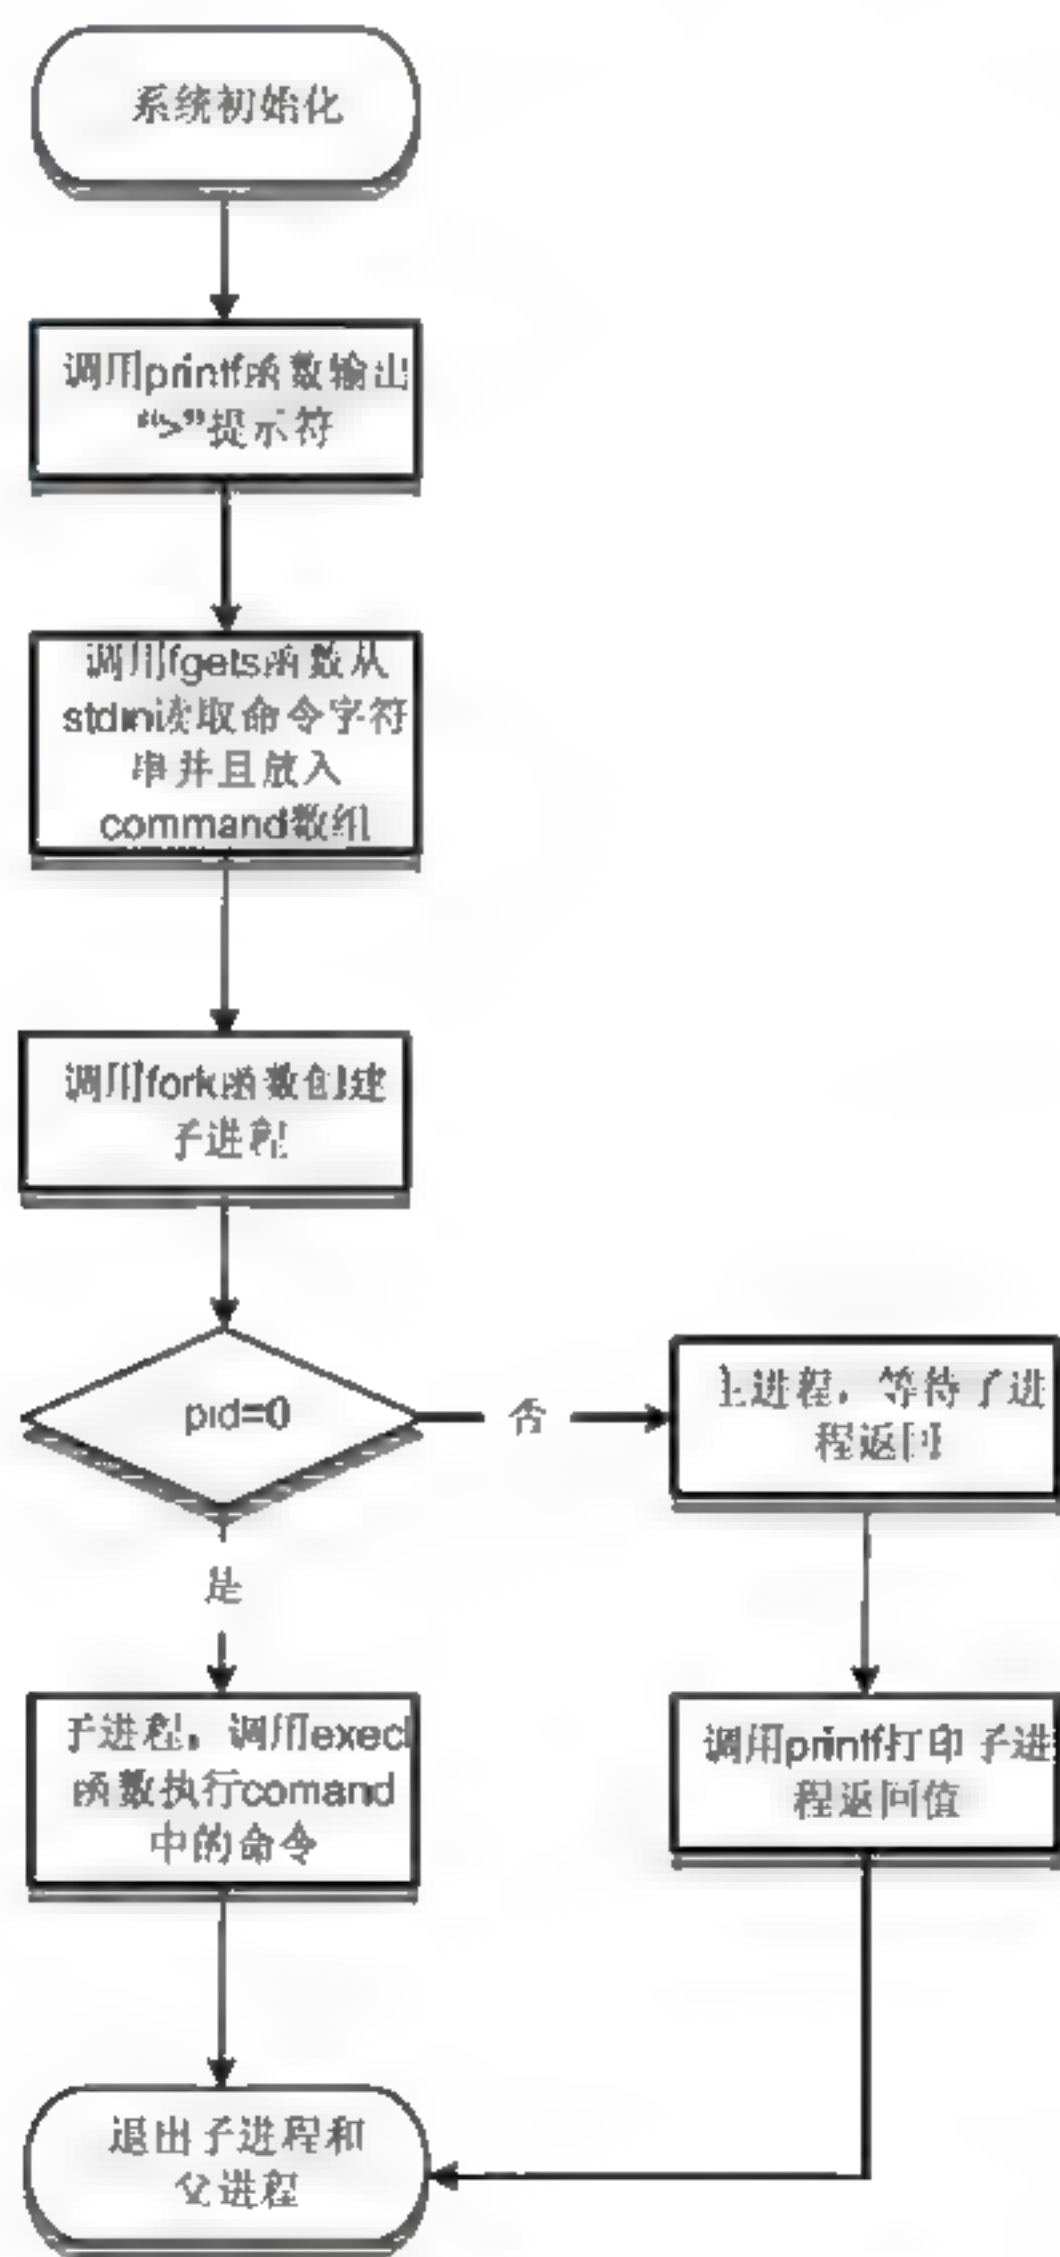 系统初始化
调用printf函数输出
“>”提示符
调用fgets函数从
stdin读取命令字符
串并且放入
command数组
调用fork函数创建
子进程
pid=0
否
主进程，等待子进
程返回
是
子进程，调用execl
函数执行comand
中的命令
调用printf打印子进
程返回值
退出子进程和
父进程